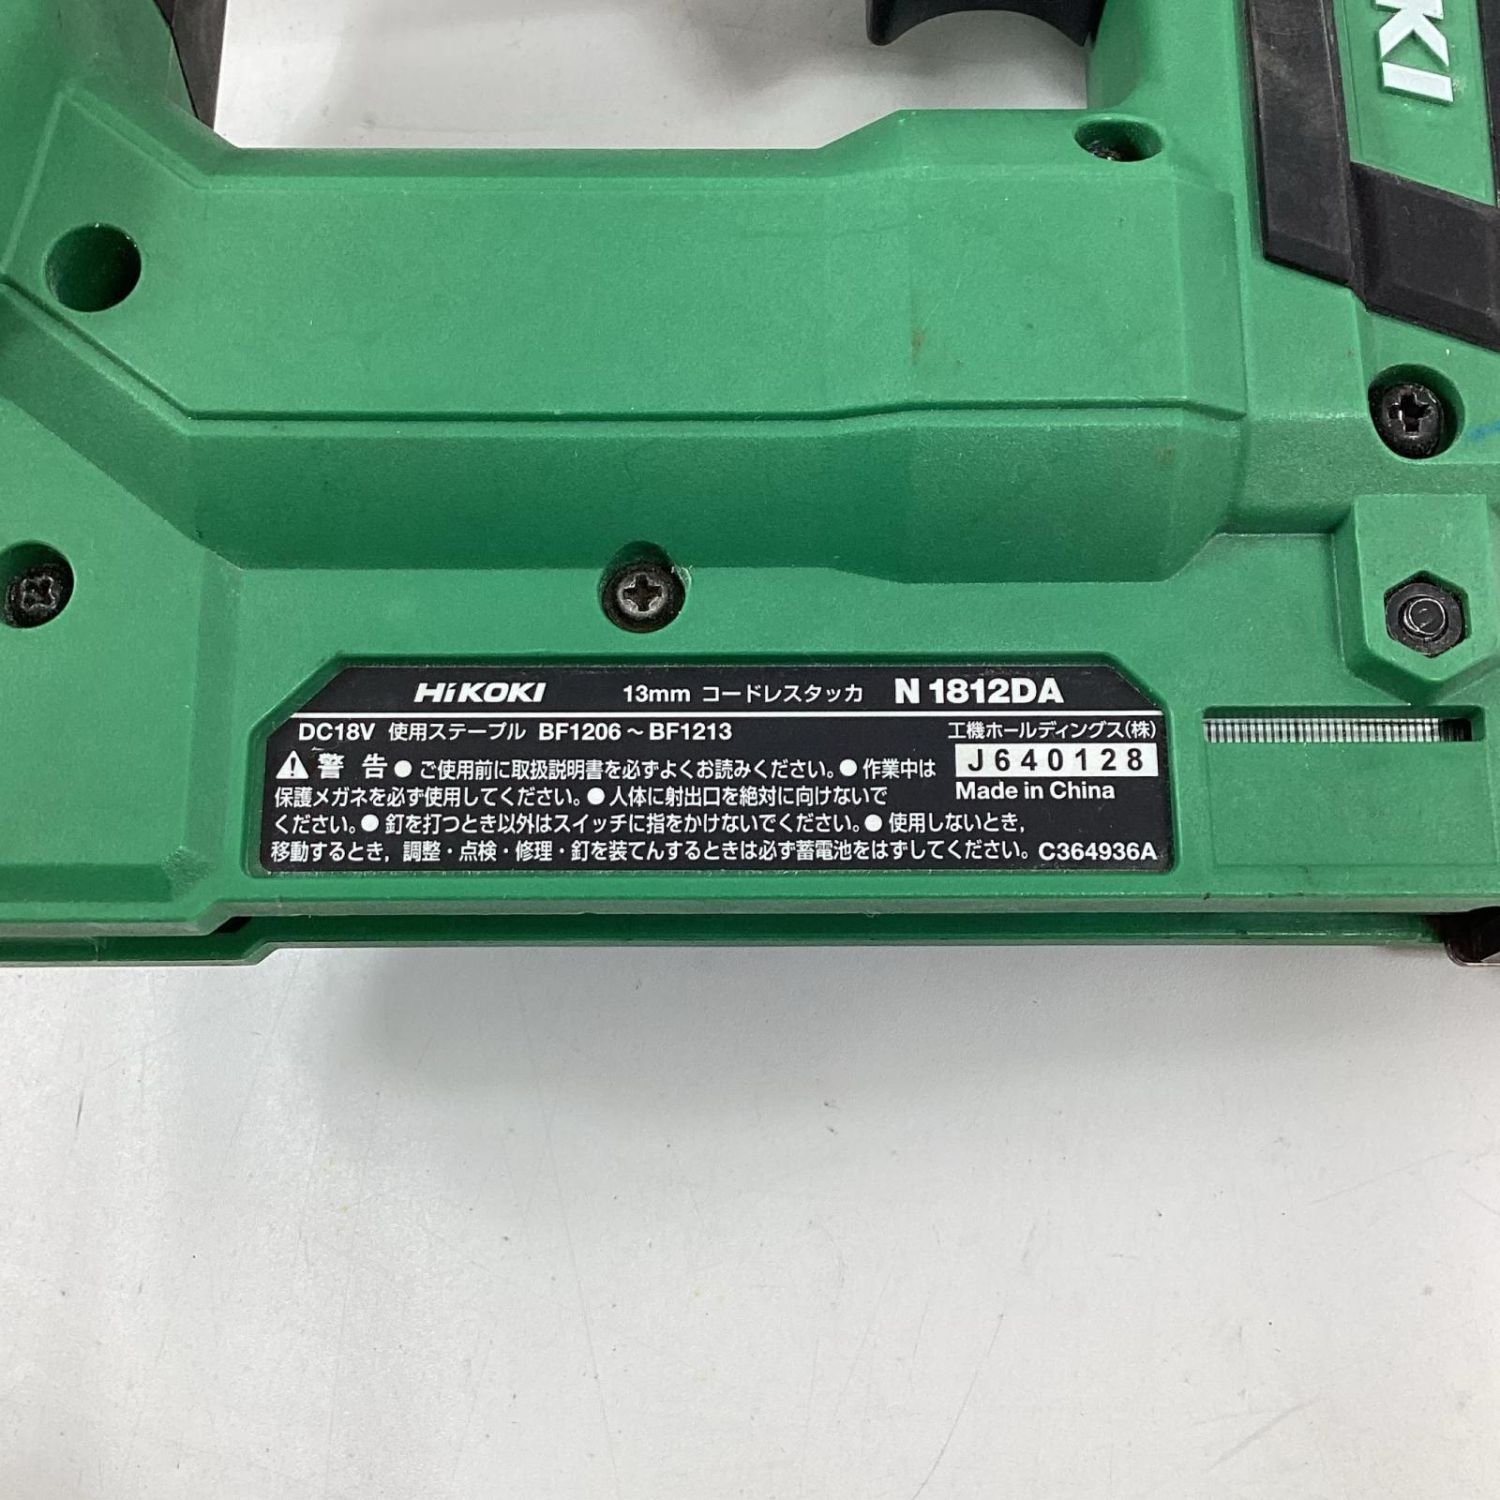 KI
HiKOKI 13mm コードレスタッカ N 1812DA
DC18V 使用ステープル BF1206～BF1213 工機ホールディングス(株)
警告 ●ご使用前に取扱説明書を必ずよくお読みください。●作業中は
J640128
保護メガネを必ず使用してください。●人体に射出口を絶対に向けないで
Made in China
ください。●釘を打つとき以外はスイッチに指をかけないでください。●使用しないとき,
移動するとき, 調整・点検・修理・釘を装てんするときは必ず蓄電池をはずしてください。C364936A